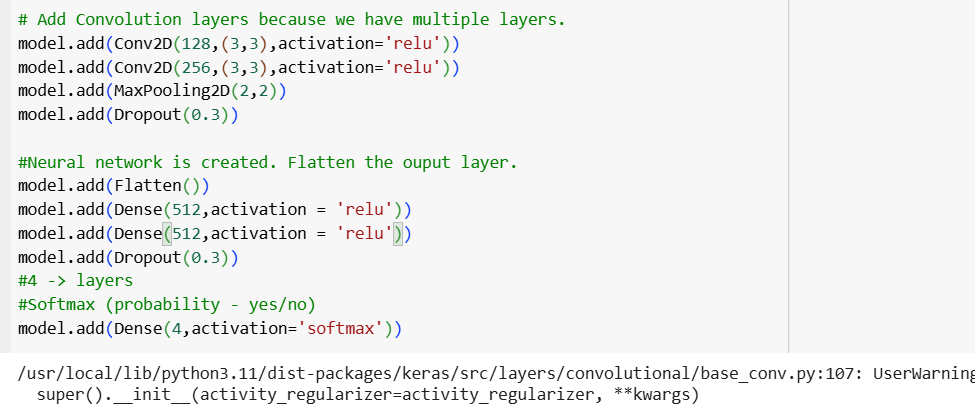 # Add Convolution layers because we have multiple layers.
model.add(Conv2D(128,(3,3),activation='relu'))
model.add(Conv2D(256,(3,3),activation='relu'))
model.add(MaxPooling2D(2,2))
model.add(Dropout(0.3))
#Neural network is created. Flatten the ouput layer.
model.add(Flatten())
model.add(Dense(512,activation = 'relu'))
model.add(Dense(512,activation = 'relu'))
model.add(Dropout(0.3))
#4 -> layers
#Softmax (probability - yes/no)
model.add(Dense(4,activation='softmax'))
/usr/local/lib/python3.11/dist-packages/keras/src/layers/convolutional/base_conv.py:107: UserWarning
super().__init__(activity_regularizer=activity_regularizer, **kwargs)